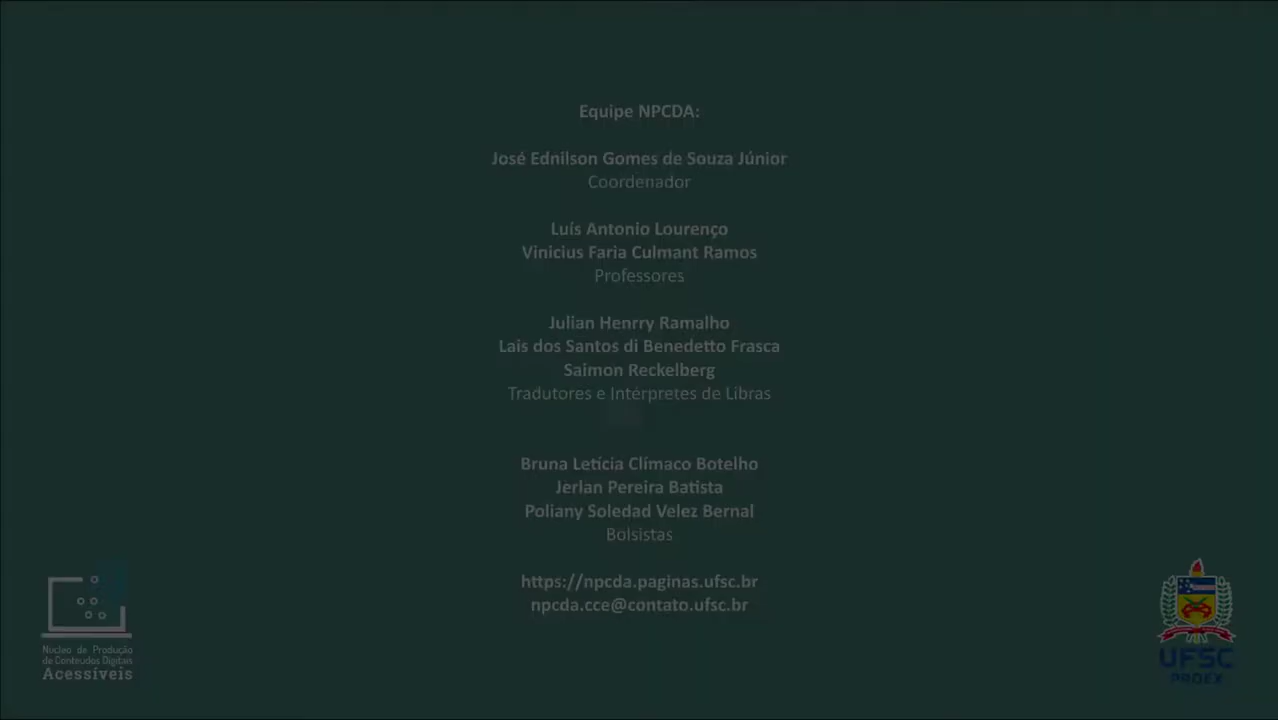 Equipe NPCDA:
José Ednilson Gomes de Souza Júnior
Coordenador
Luís Antonio Lourenço
Vinicius Faria Culmant Ramos
Professores
Julian Henrry Ramalho
Lais dos Santos di Benedetto Frasca
Saimon Reckelberg
Tradutores e Intérpretes de Libras
Bruna Letícia Clímaco Botelho
Jerlan Pereira Batista
Poliany Soledad Velez Bernal
Bolsistas
https://npcda.paginas.ufsc.br
npcda.cce@contato.ufsc.br
Núcleo de Produção
de Conteúdos Digitais
Acessíveis
UFSC
PROEX